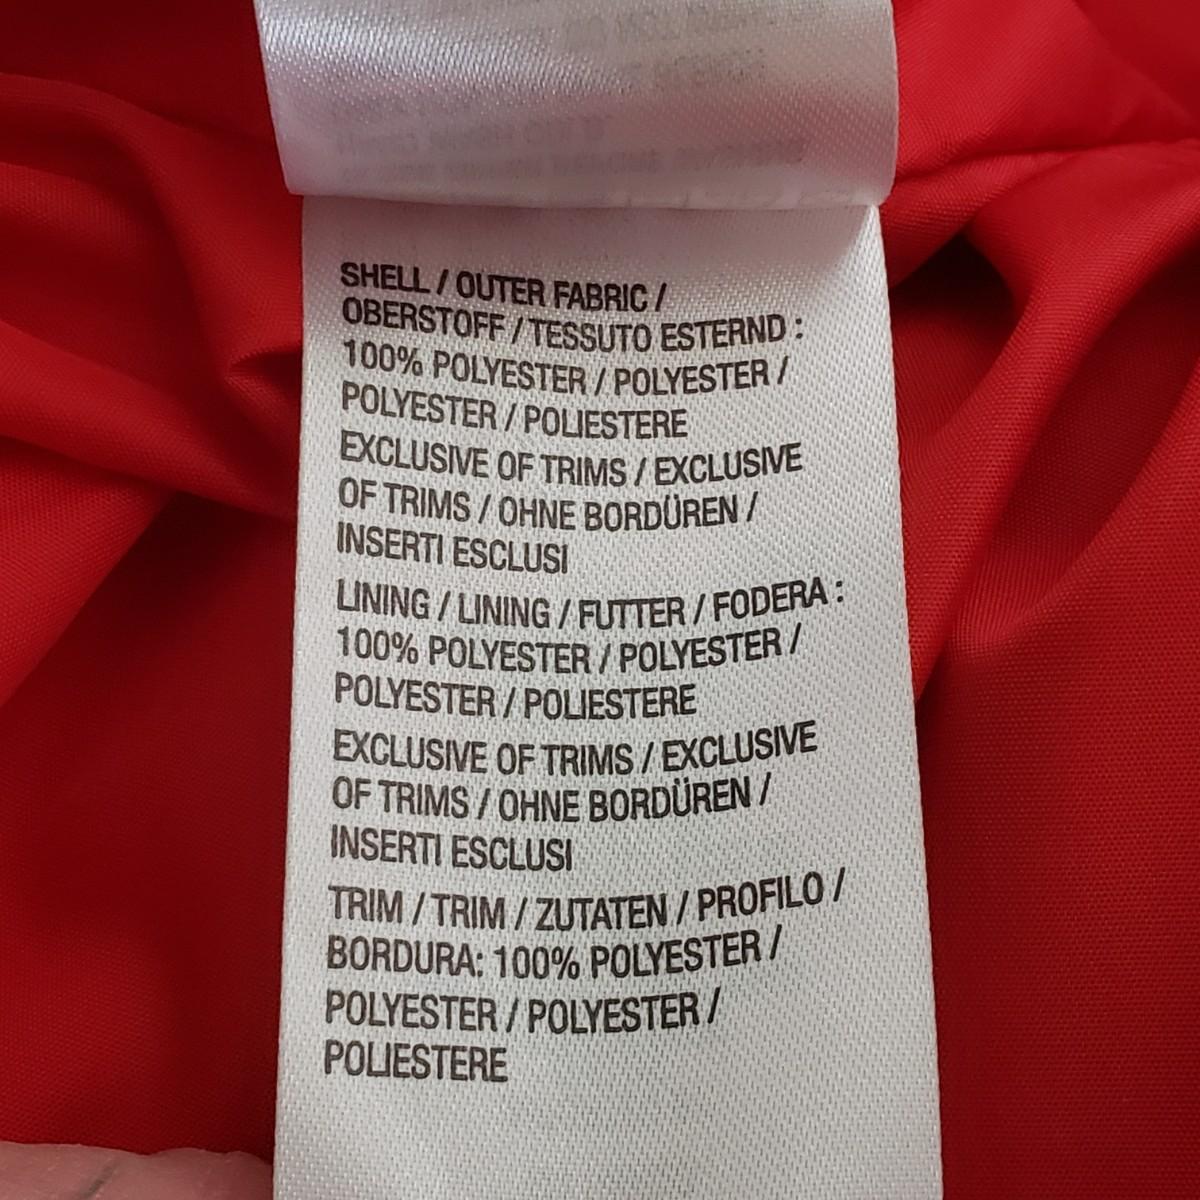 SHELL / OUTER FABRIC /
OBERSTOFF / TESSUTO ESTERND :
100% POLYESTER / POLYESTER /
POLYESTER / POLIESTERE
EXCLUSIVE OF TRIMS / EXCLUSIVE
OF TRIMS / OHNE BORDÜREN /
INSERTI ESCLUSI
LINING / LINING / FUTTER / FODERA :
100% POLYESTER / POLYESTER /
POLYESTER / POLIESTERE
EXCLUSIVE OF TRIMS / EXCLUSIVE
OF TRIMS / OHNE BORDÜREN /
INSERTI ESCLUSI
TRIM / TRIM / ZUTATEN / PROFILO /
BORDURA: 100% POLYESTER /
POLYESTER / POLYESTER /
POLIESTERE